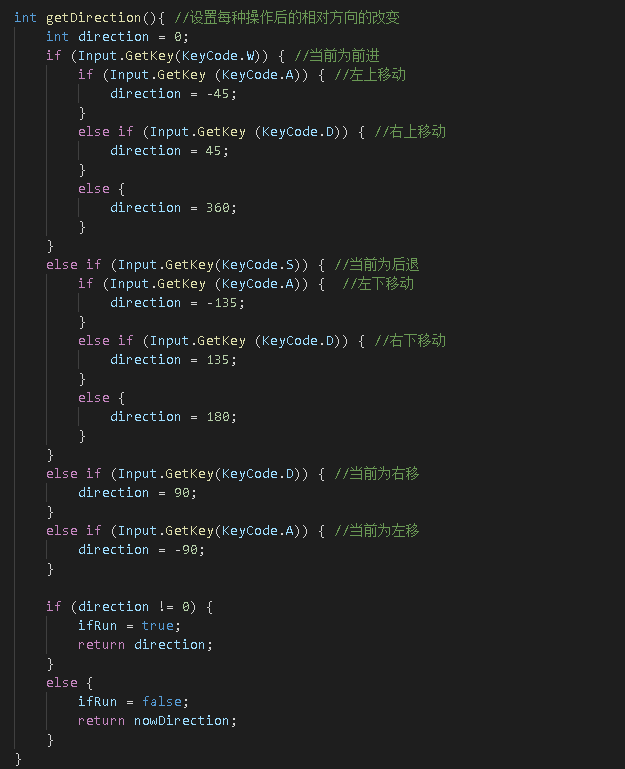 int getDirection(){ //设置每种操作后的相对方向的改变
    int direction = 0;
    if (Input.GetKey(KeyCode.W)) { //当前为前进
        if (Input.GetKey (KeyCode.A)) { //左上移动
            direction = -45;
        }
        else if (Input.GetKey (KeyCode.D)) { //右上移动
            direction = 45;
        }
        else {
            direction = 360;
        }
    }
    else if (Input.GetKey(KeyCode.S)) { //当前为后退
        if (Input.GetKey (KeyCode.A)) {  //左下移动
            direction = -135;
        }
        else if (Input.GetKey (KeyCode.D)) { //右下移动
            direction = 135;
        }
        else {
            direction = 180;
        }
    }
    else if (Input.GetKey(KeyCode.D)) { //当前为右移
        direction = 90;
    }
    else if (Input.GetKey(KeyCode.A)) { //当前为左移
        direction = -90;
    }

    if (direction != 0) {
        ifRun = true;
        return direction;
    }
    else {
        ifRun = false;
        return nowDirection;
    }
}